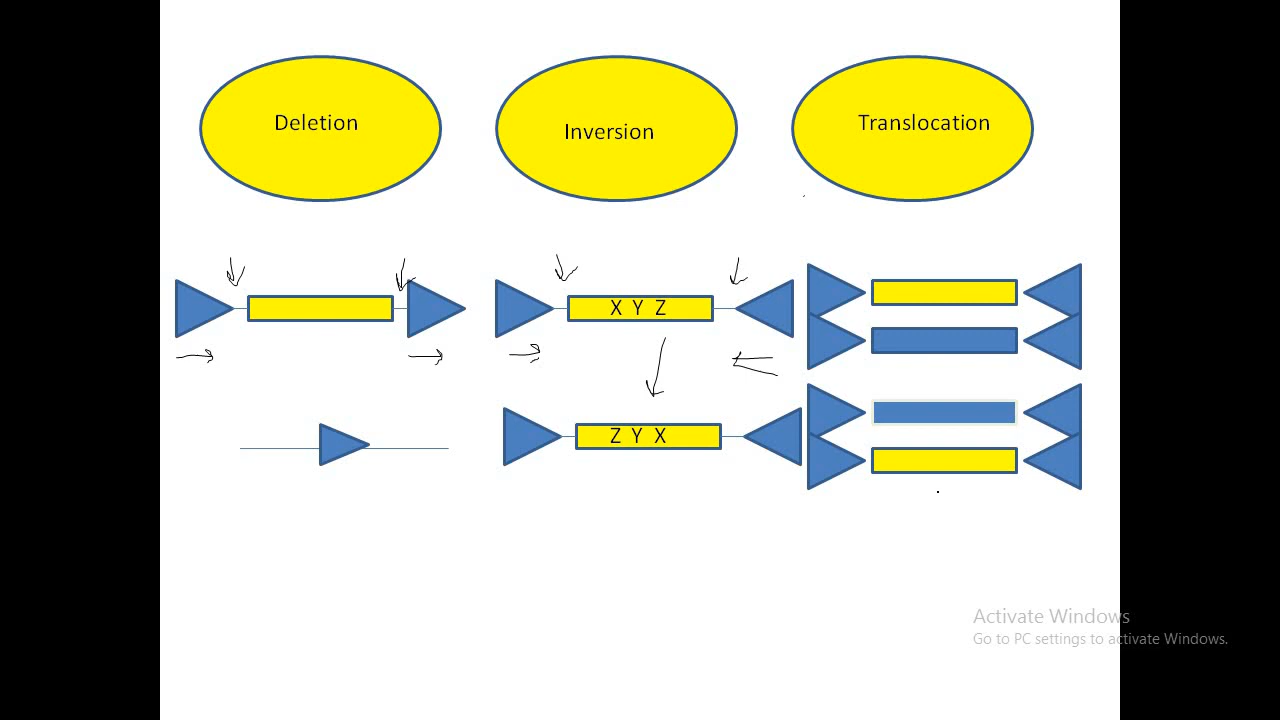 Deletion
Inversion
Translocation
X Y Z
Z Y X
Activate Windows
Go to PC settings to activate Windows.